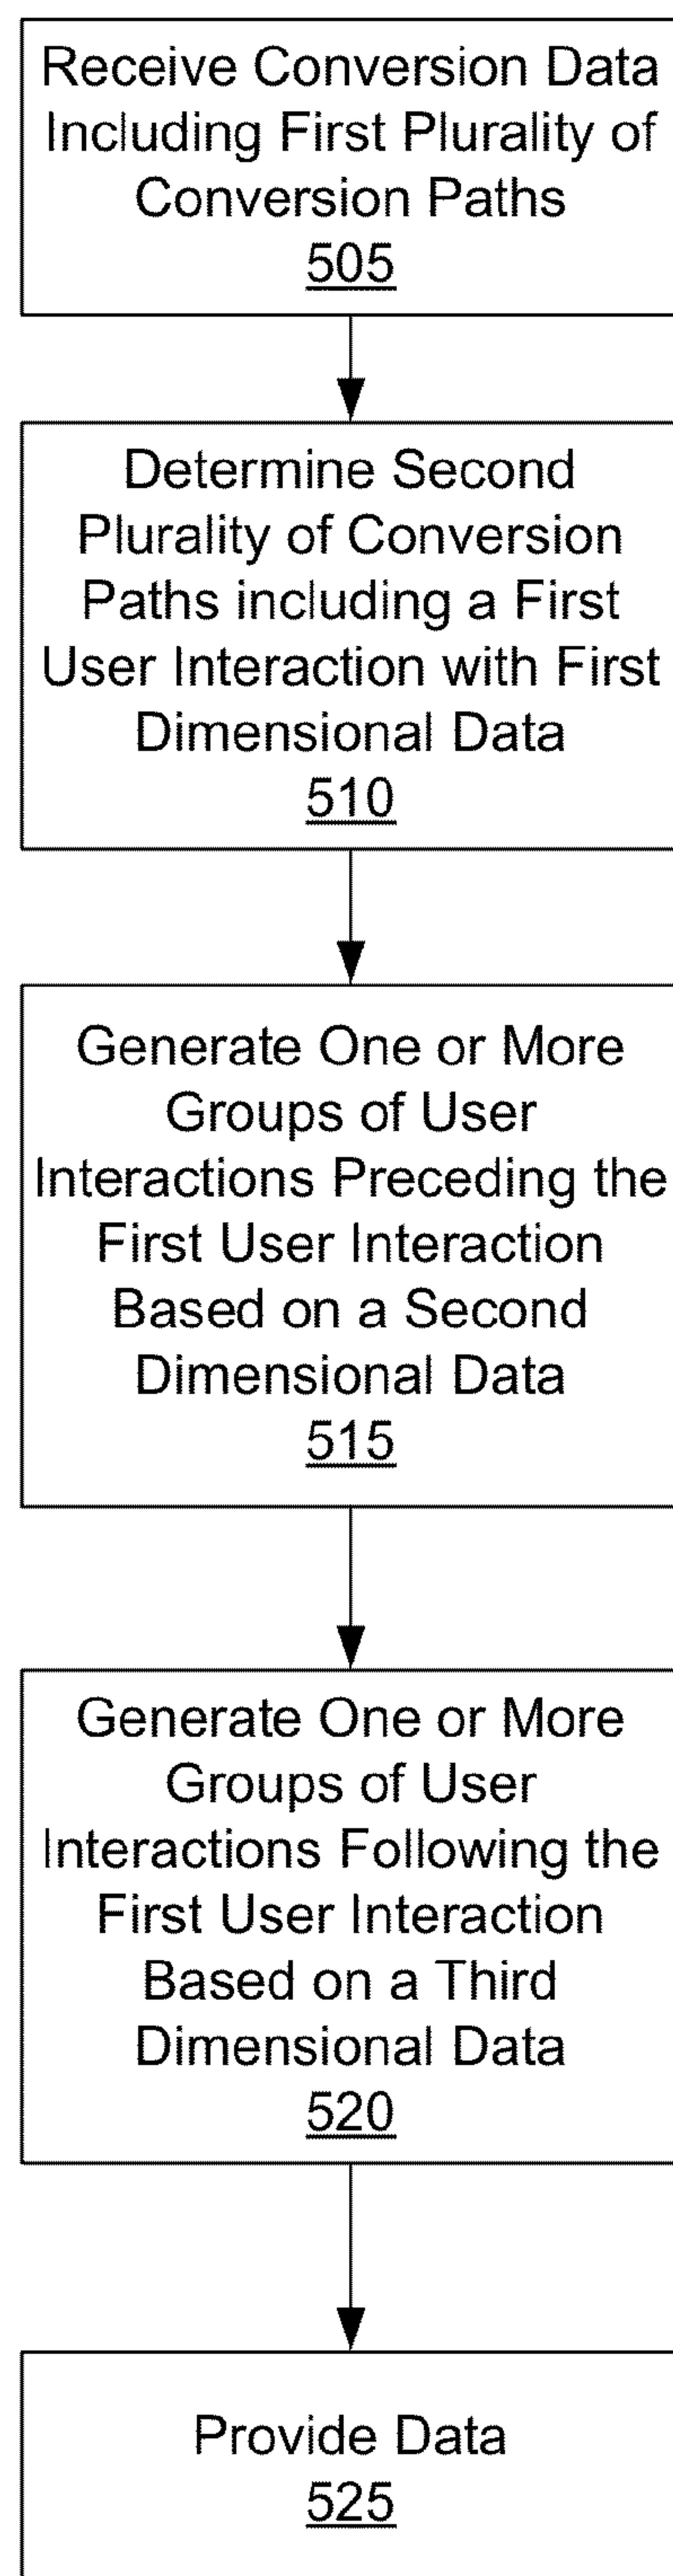 Receive Conversion Data
Including First Plurality of
Conversion Paths
505
Determine Second
Plurality of Conversion
Paths including a First
User Interaction with First
Dimensional Data
510
Generate One or More
Groups of User
Interactions Preceding the
First User Interaction
Based on a Second
Dimensional Data
515
Generate One or More
Groups of User
Interactions Following the
First User Interaction
Based on a Third
Dimensional Data
520
Provide Data
525